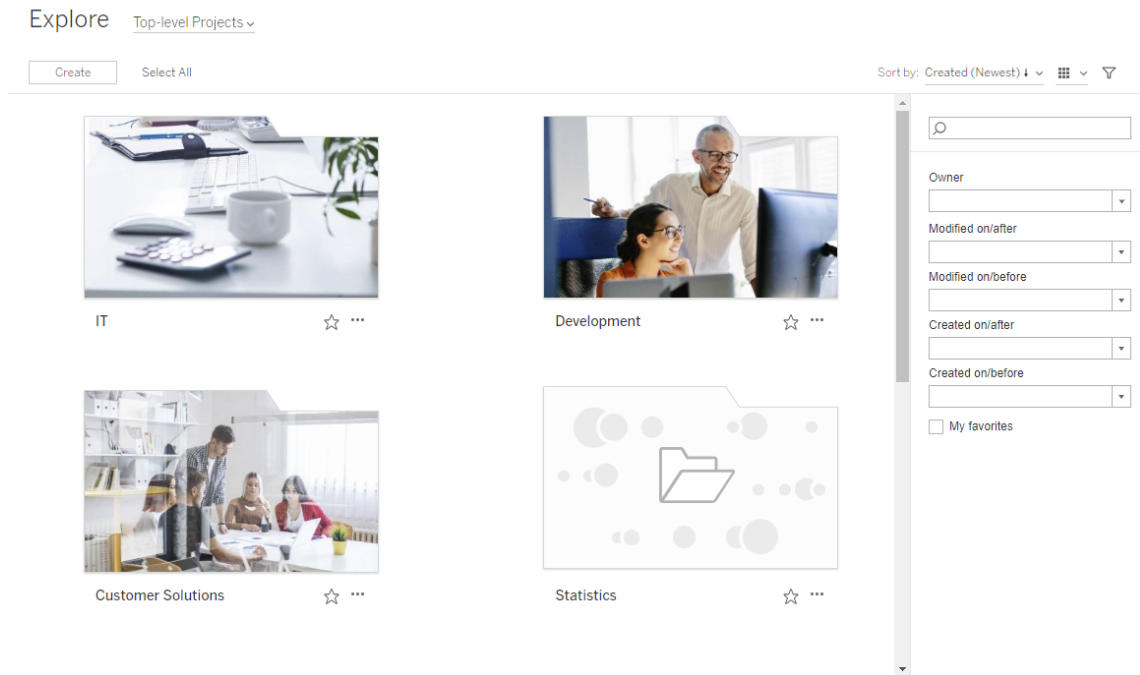 Explore Top-level Projects
Create Select All Sort by: Created (Newest)
IT
Development
Customer Solutions
Statistics
Owner
Modified on/after
Modified on/before
Created on/after
Created on/before
My favorites